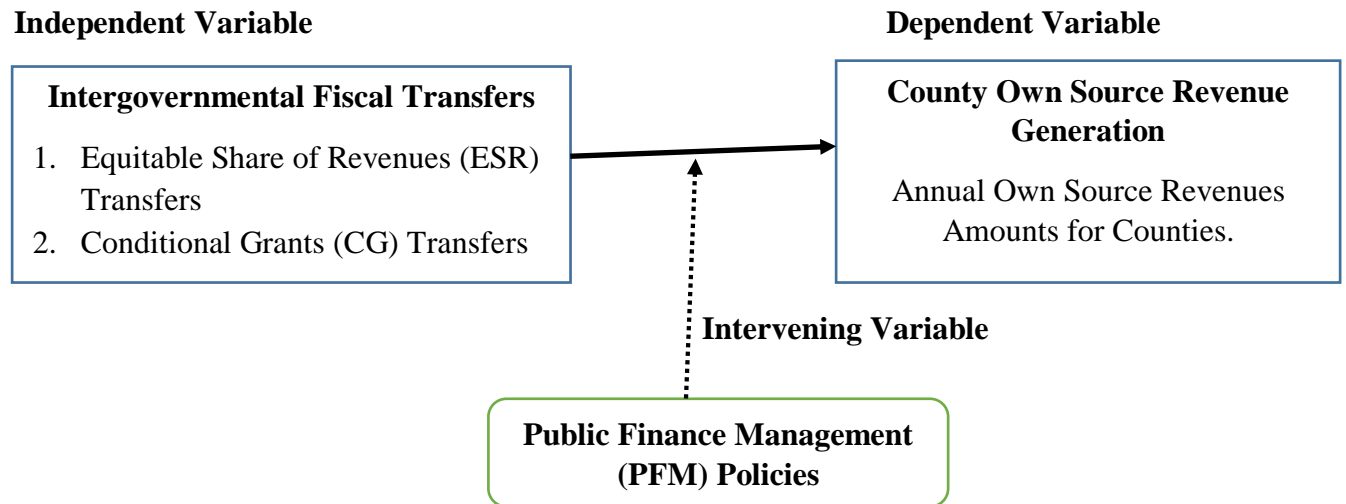 Independent Variable
Dependent Variable
Intergovernmental Fiscal Transfers
1. Equitable Share of Revenues (ESR)
Transfers
2. Conditional Grants (CG) Transfers
County Own Source Revenue
Generation
Annual Own Source Revenues
Amounts for Counties.
Intervening Variable
Public Finance Management
(PFM) Policies